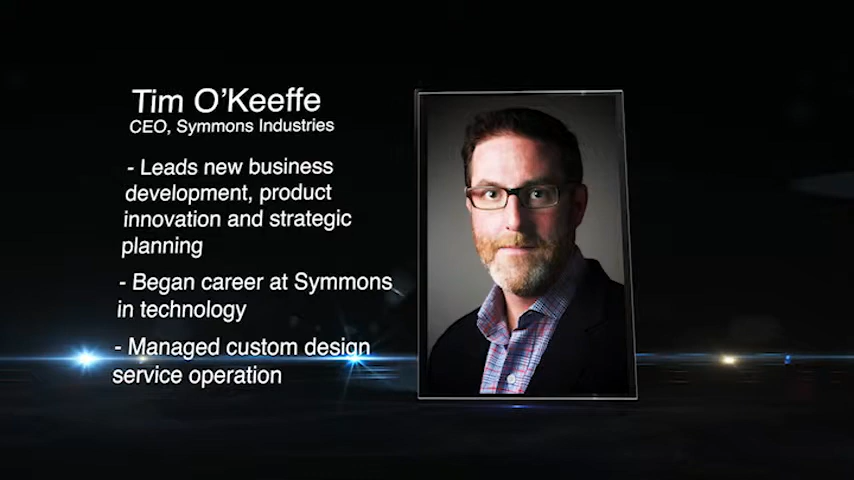 Tim O'Keeffe
CEO, Symmons Industries
- Leads new business
development, product
innovation and strategic
planning
- Began career at Symmons
in technology
- Managed custom design
service operation